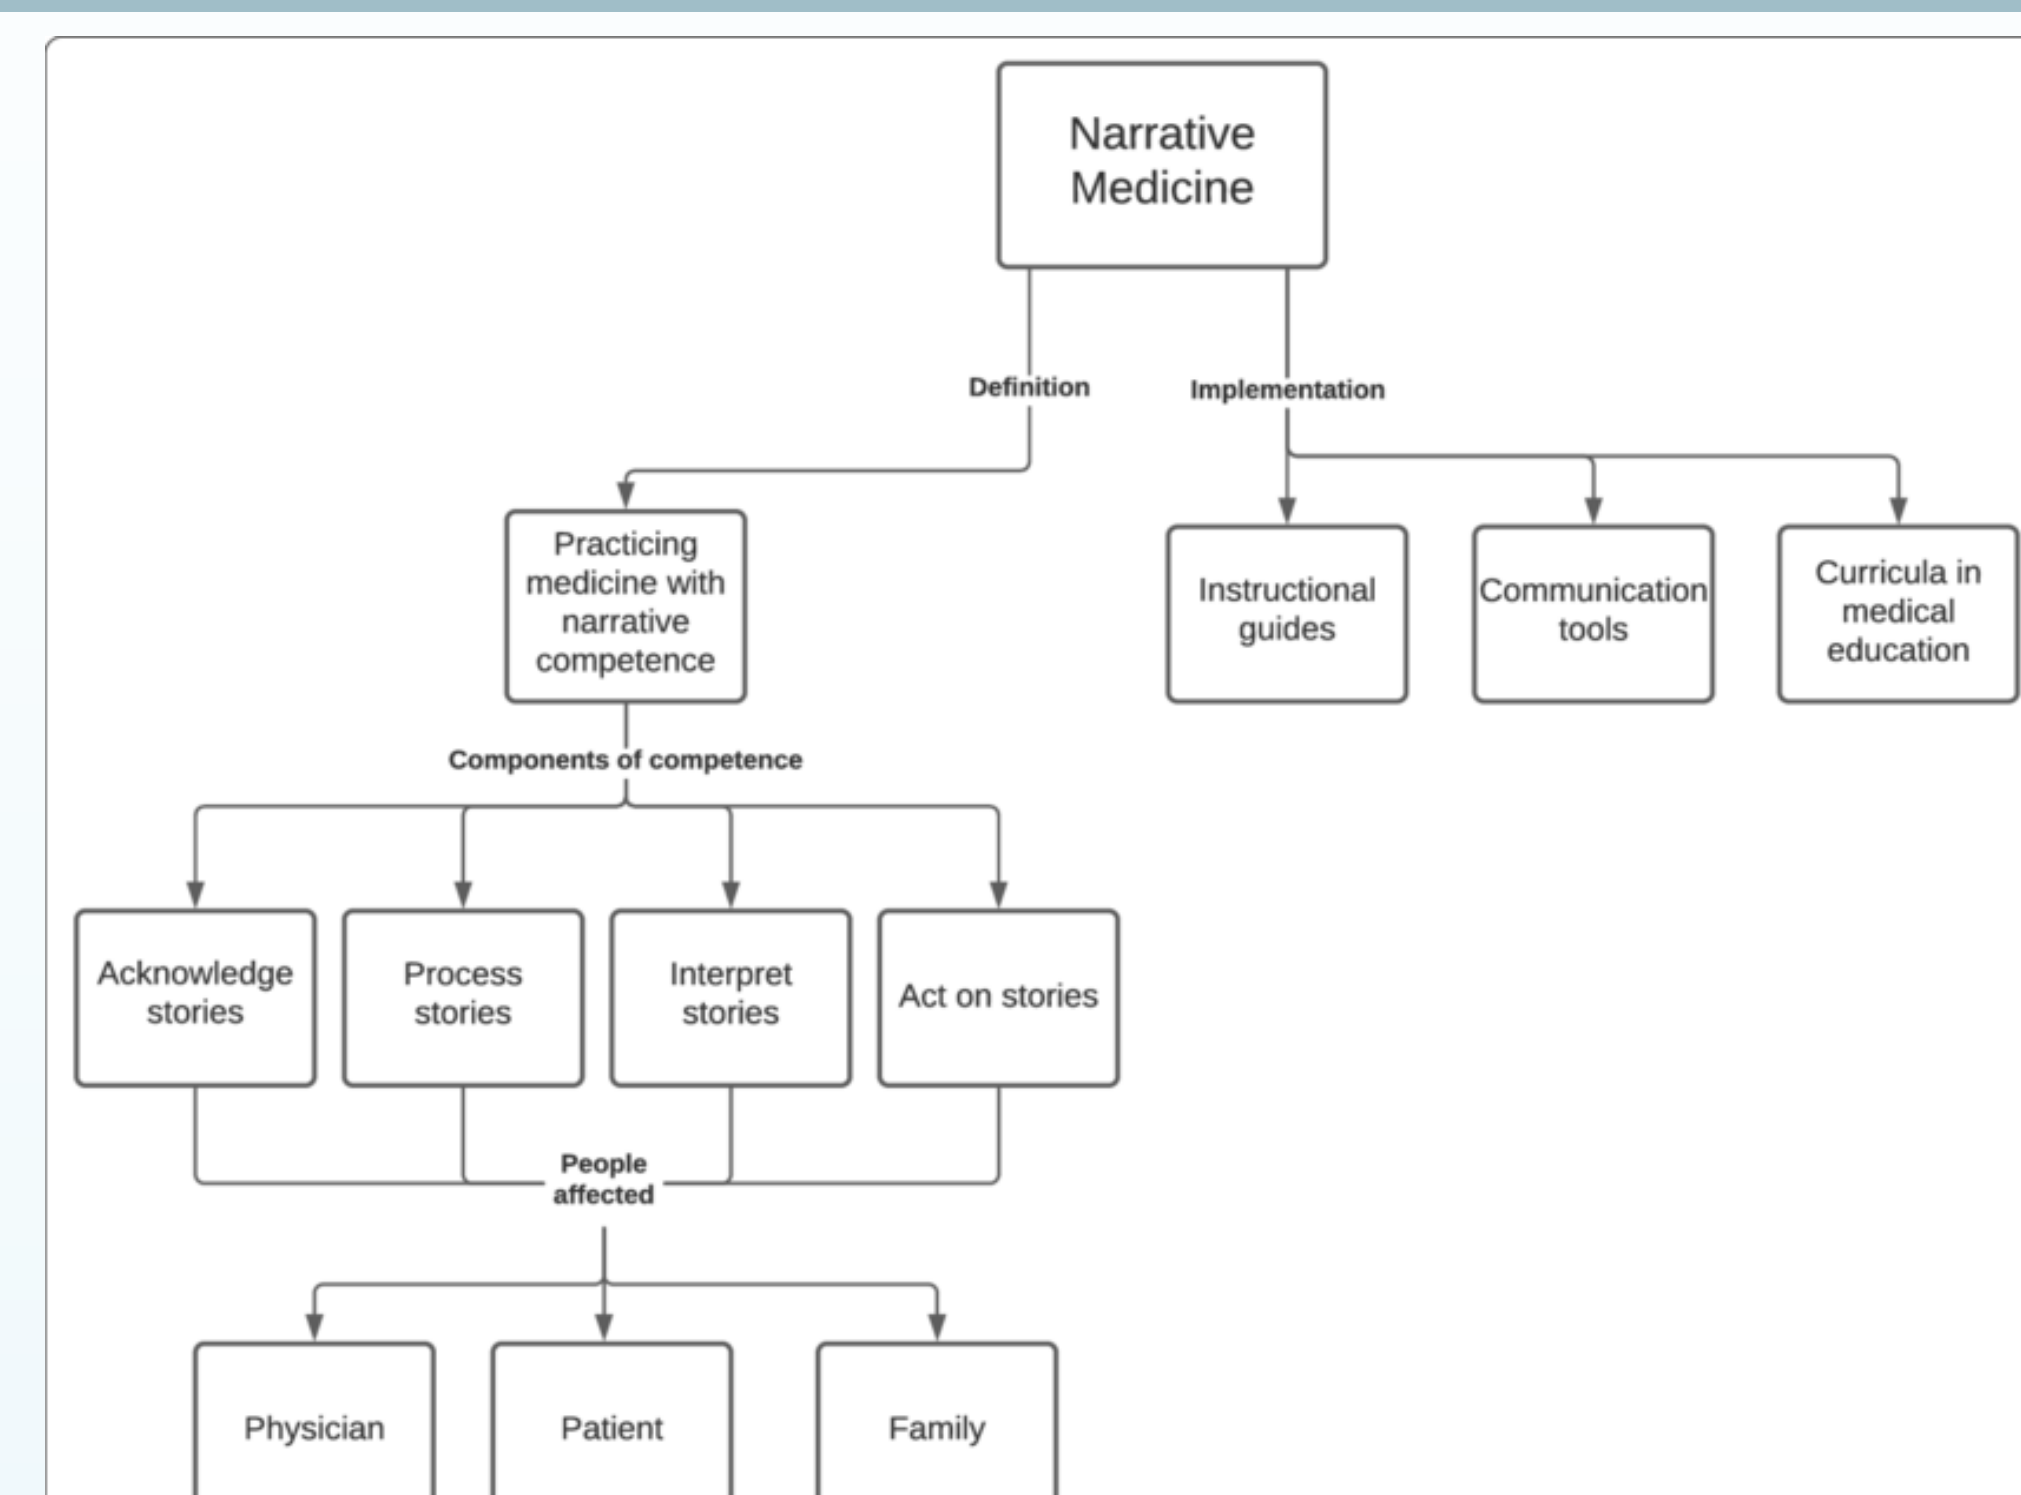 Narrative
Medicine
Definition
Implementation
Practicing
medicine with
narrative
competence
Instructional
guides
Communication
tools
Curricula in
medical
education
Components of competence
Acknowledge
stories
Process
stories
Interpret
stories
Act on stories
People
affected
Physician
Patient
Family